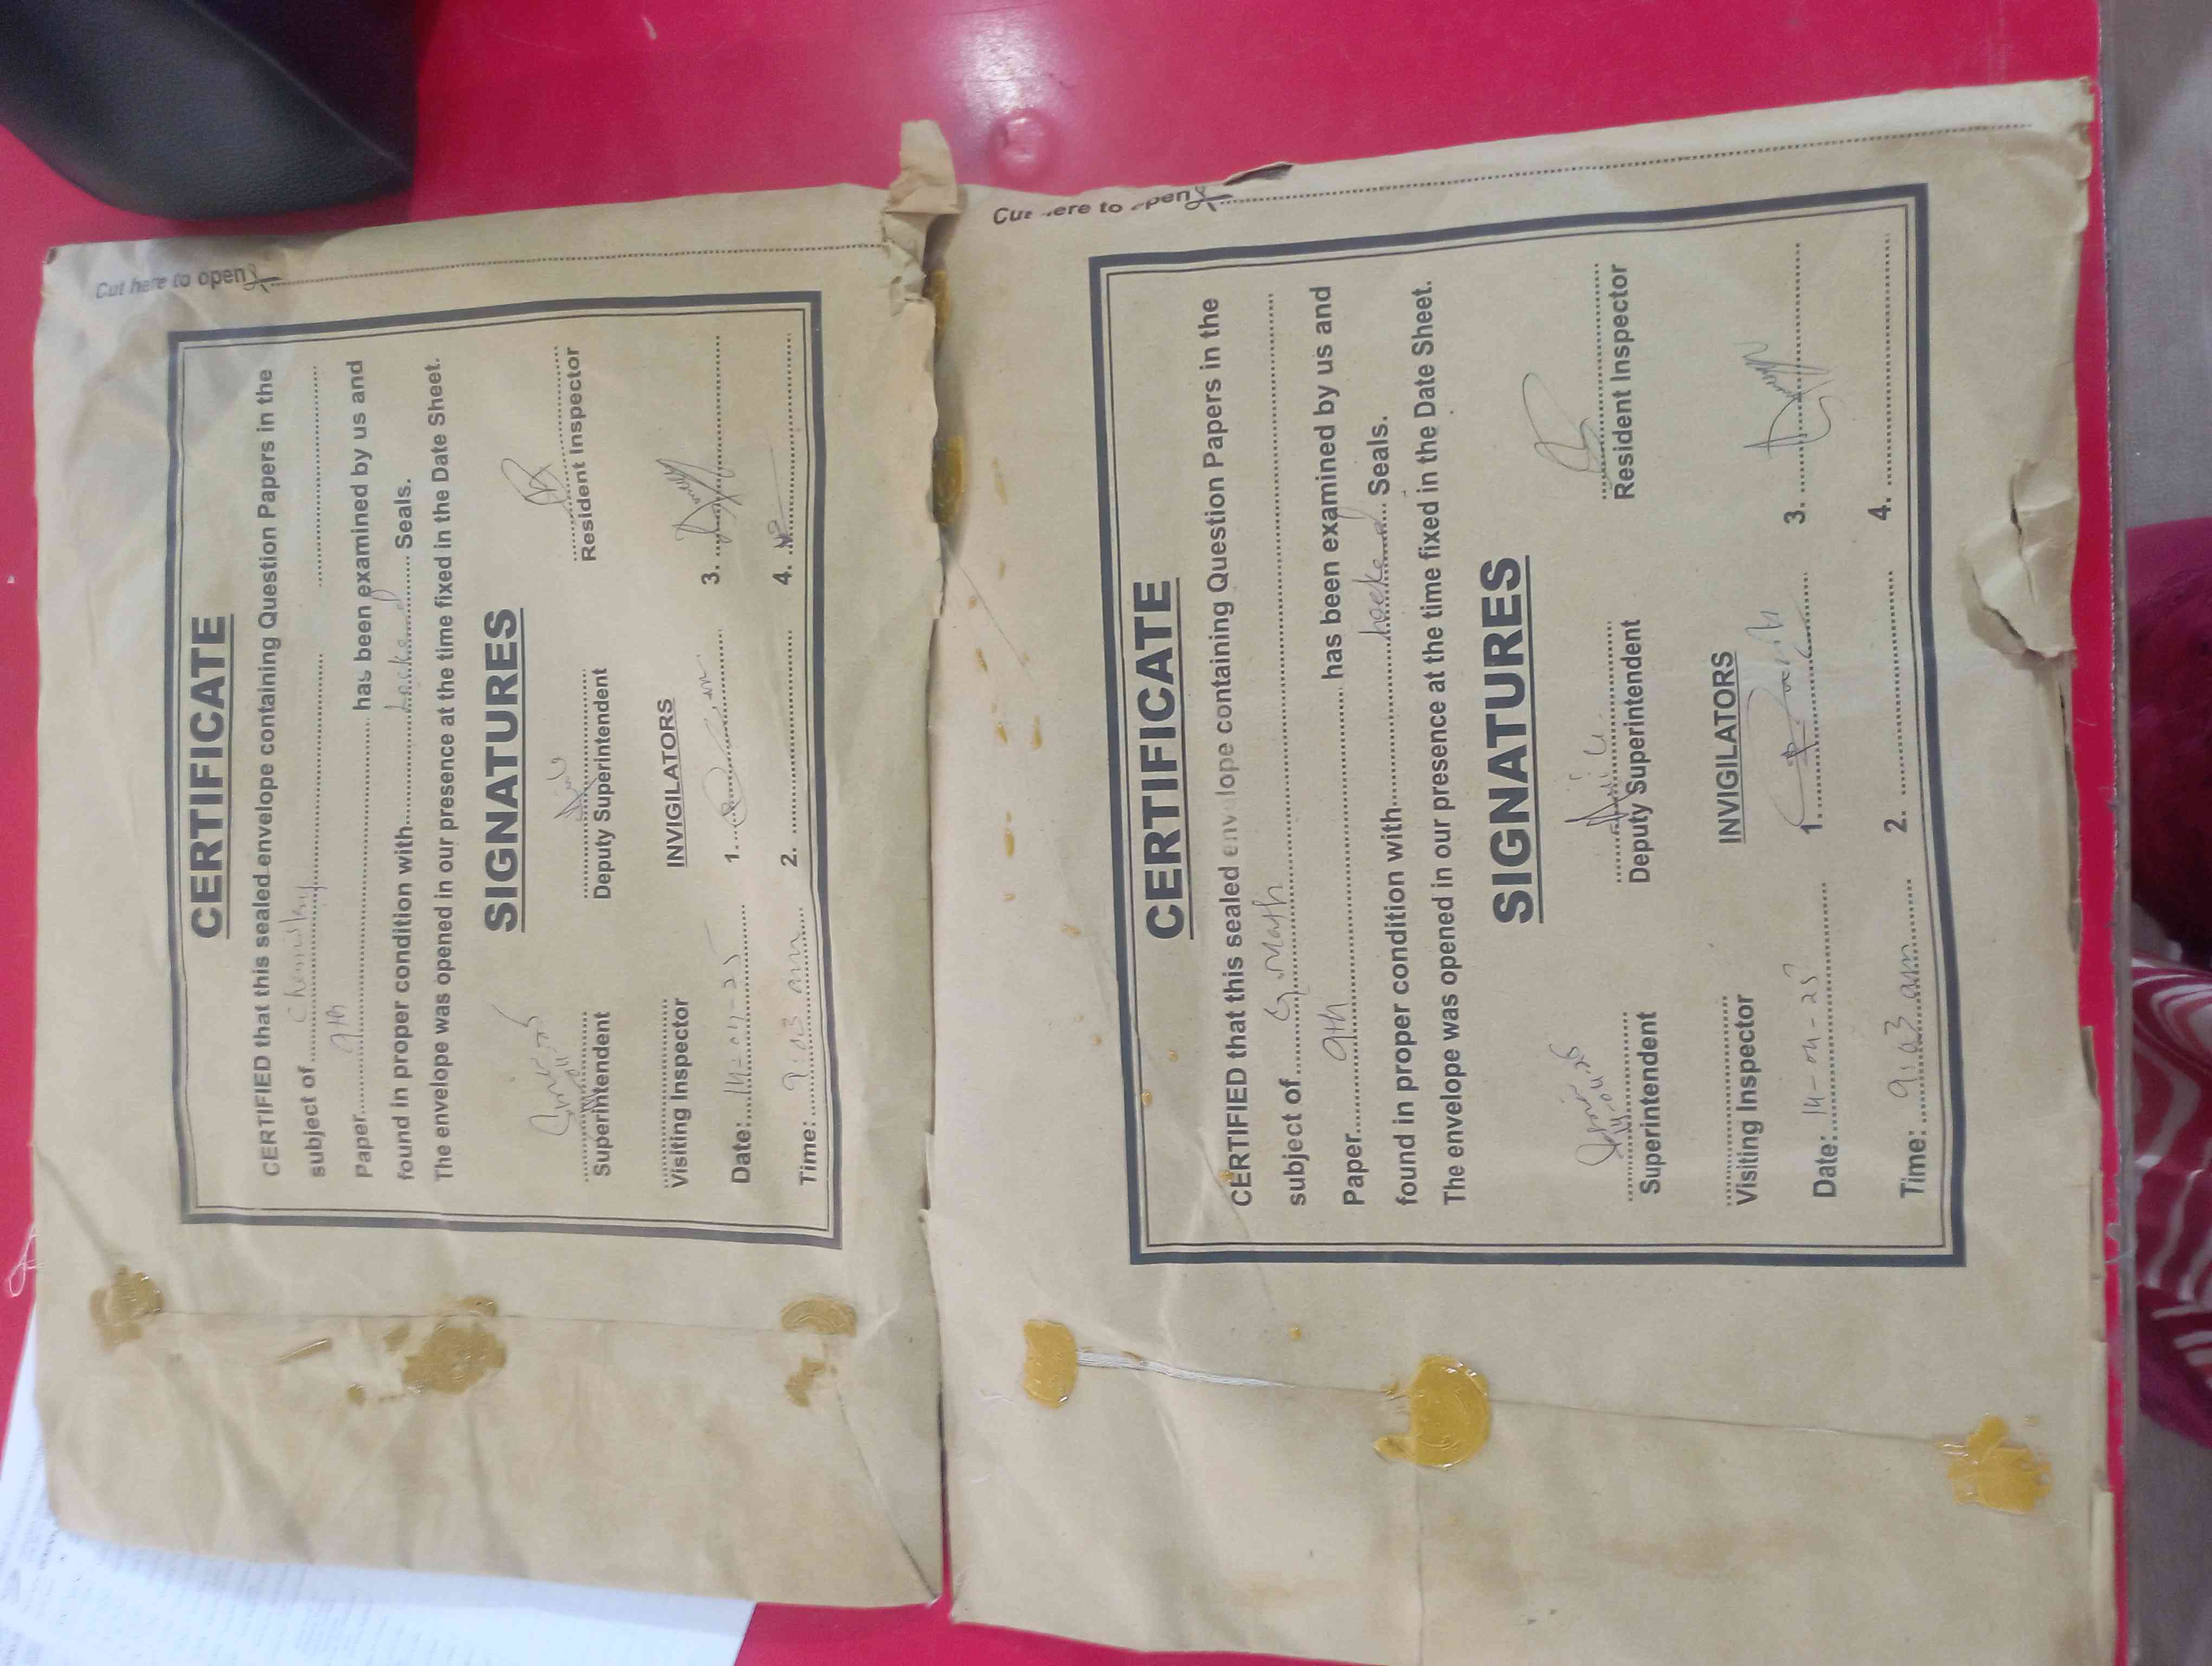 Cut here to open
CERTIFICATE
CERTIFIED that this sealed envelope containing Question Papers in the
subject of Chemistry
Paper 9th has been examined by us and
found in proper condition with Locked Seals.
The envelope was opened in our presence at the time fixed in the Date Sheet.
SIGNATURES
Superintendent Deputy Superintendent Resident Inspector
INVIGILATORS
Visiting Inspector
1. 3.
Date: 14-04-25
2. 4.
Time: 9:03 am
Cut here to open
CERTIFICATE
CERTIFIED that this sealed envelope containing Question Papers in the
subject of G.Math
Paper 9th has been examined by us and
found in proper condition with Locked Seals.
The envelope was opened in our presence at the time fixed in the Date Sheet.
SIGNATURES
14-04-25
Superintendent Deputy Superintendent Resident Inspector
INVIGILATORS
Visiting Inspector
1. 3.
Date: 14-04-25
2. 4.
Time: 9:03 am